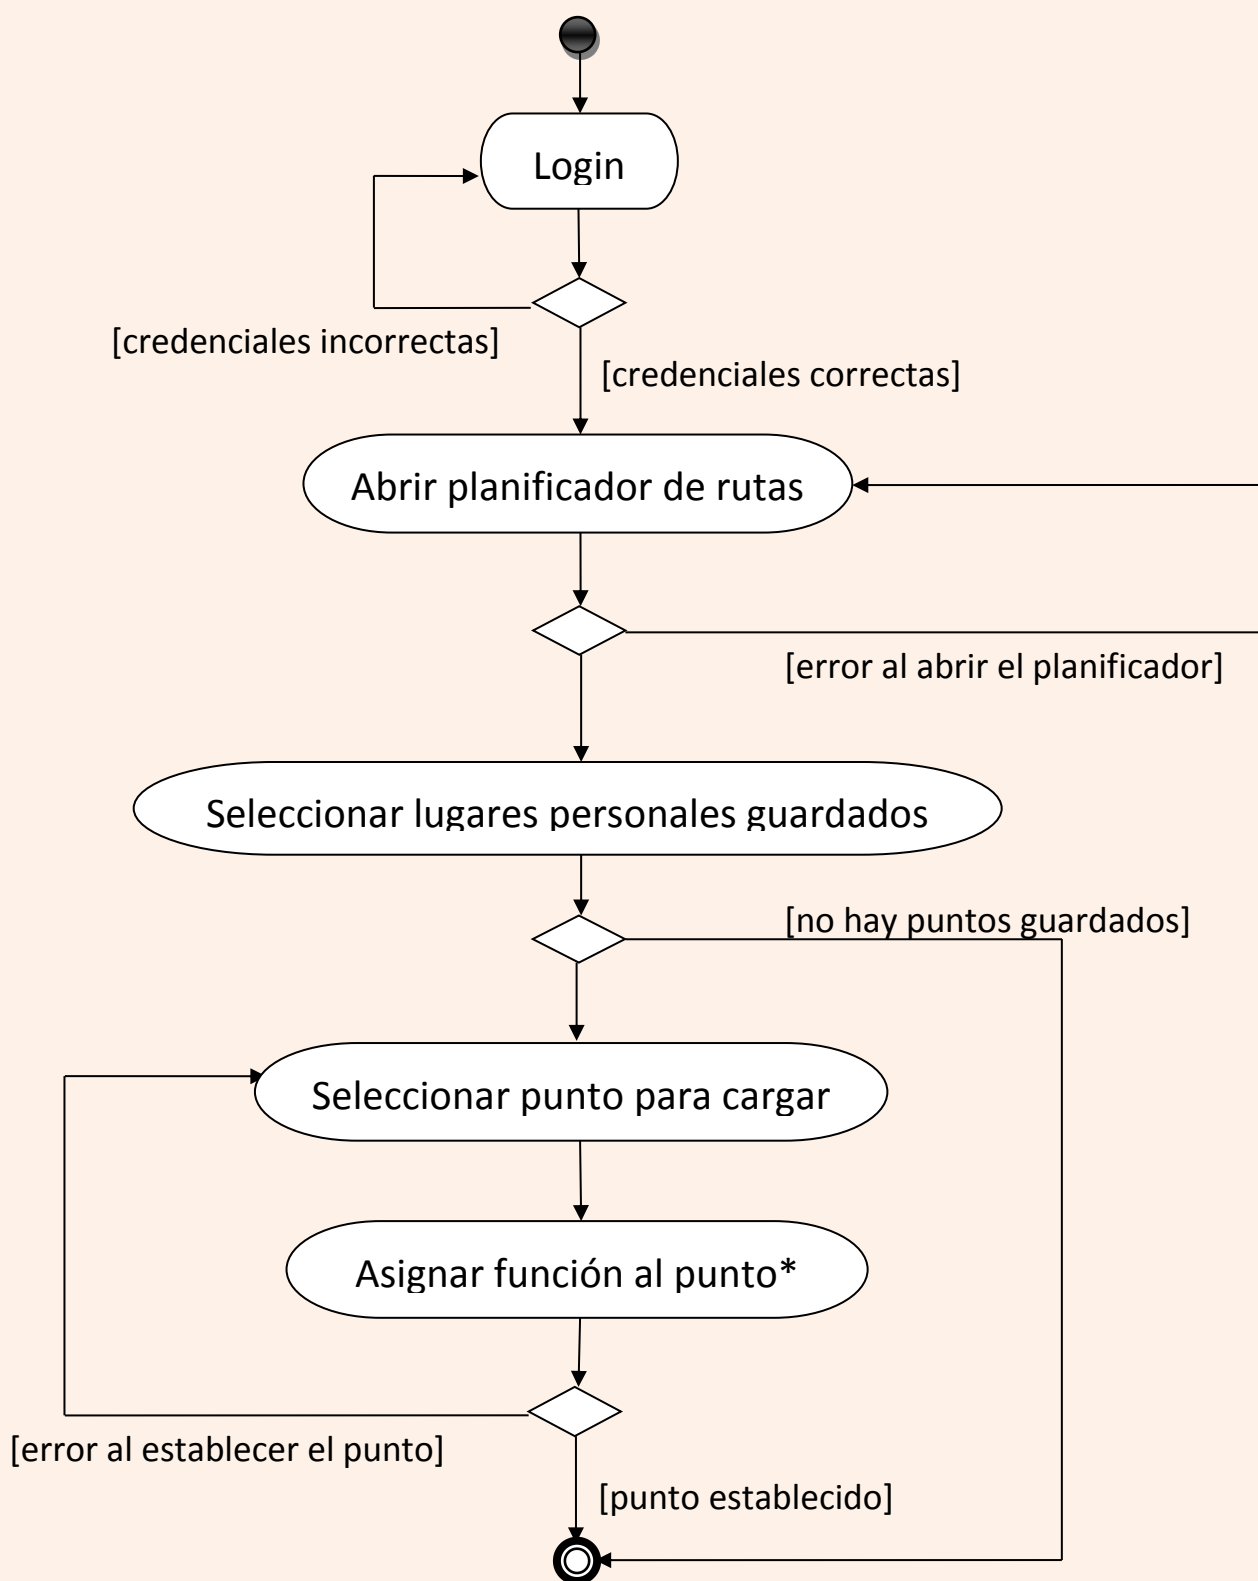 Login
[credenciales incorrectas]
[credenciales correctas]
Abrir planificador de rutas
[error al abrir el planificador]
Seleccionar lugares personales guardados
[no hay puntos guardados]
Seleccionar punto para cargar
Asignar función al punto*
[error al establecer el punto]
[punto establecido]